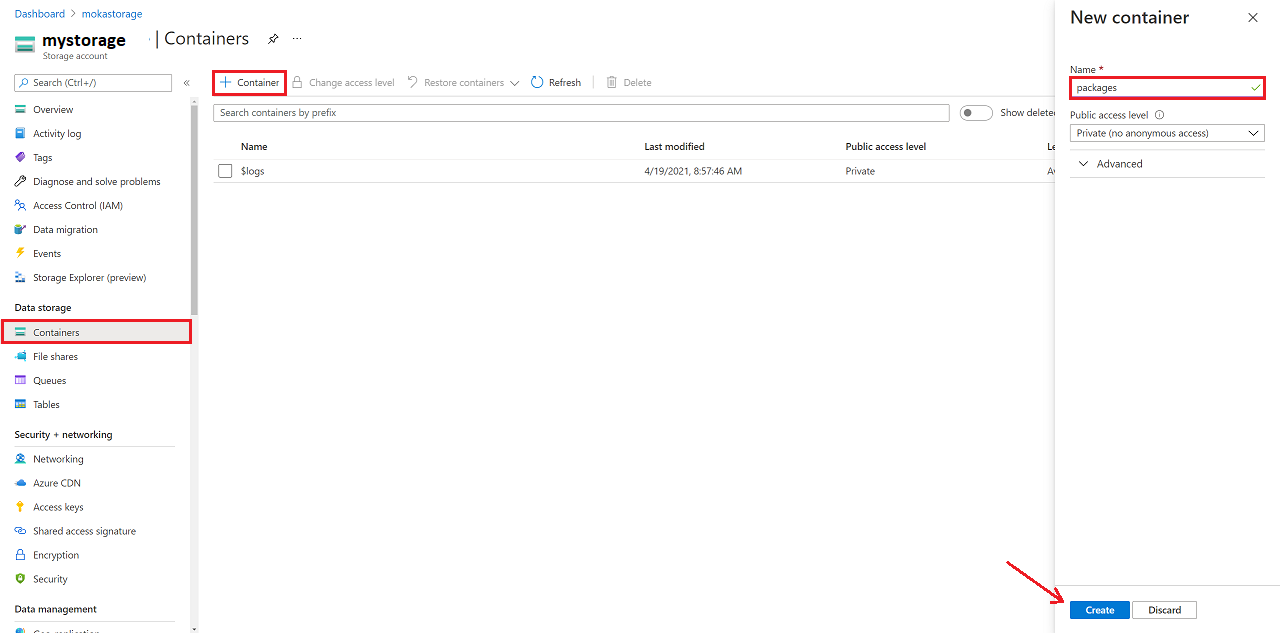 Dashboard > mokastorage
mystorage | Containers ...
Storage account
Search (Ctrl+/)
«
Overview
Activity log
Tags
Diagnose and solve problems
Access Control (IAM)
Data migration
Events
Storage Explorer (preview)
Data storage
Containers
File shares
Queues
Tables
Security + networking
Networking
Azure CDN
Access keys
Shared access signature
Encryption
Security
Data management
+ Container
Change access level
Restore containers
Refresh
Delete
Search containers by prefix
Show delete
Name Last modified Public access level Le
$logs 4/19/2021, 8:57:46 AM Private Av
New container
Name *
packages
Public access level
Private (no anonymous access)
Advanced
Create Discard